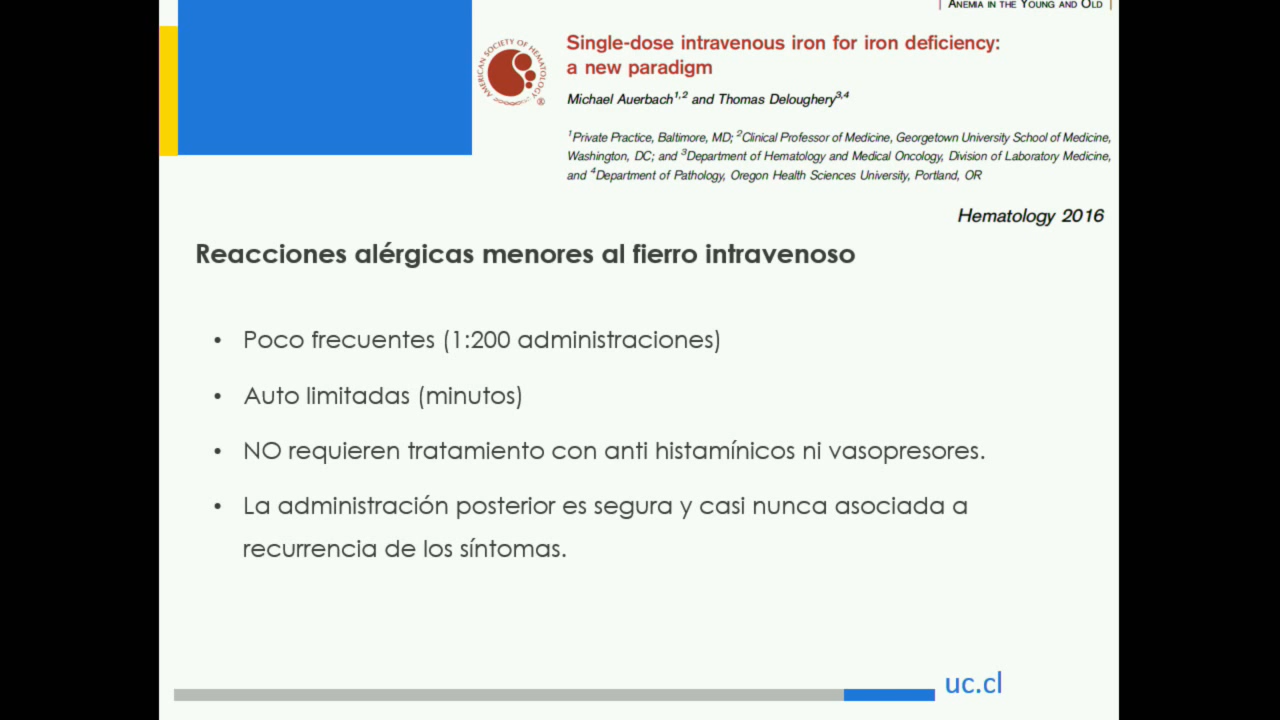 | ANEMIA IN THE YOUNG AND OLD |
AMERICAN SOCIETY OF HEMATOLOGY ®
Single-dose intravenous iron for iron deficiency:
a new paradigm
Michael Auerbach1,2 and Thomas Deloughery3,4
1Private Practice, Baltimore, MD; 2Clinical Professor of Medicine, Georgetown University School of Medicine,
Washington, DC; and 3Department of Hematology and Medical Oncology, Division of Laboratory Medicine,
and 4Department of Pathology, Oregon Health Sciences University, Portland, OR
Hematology 2016
Reacciones alérgicas menores al fierro intravenoso
• Poco frecuentes (1:200 administraciones)
• Auto limitadas (minutos)
• NO requieren tratamiento con anti histamínicos ni vasopresores.
• La administración posterior es segura y casi nunca asociada a
recurrencia de los síntomas.
uc.cl